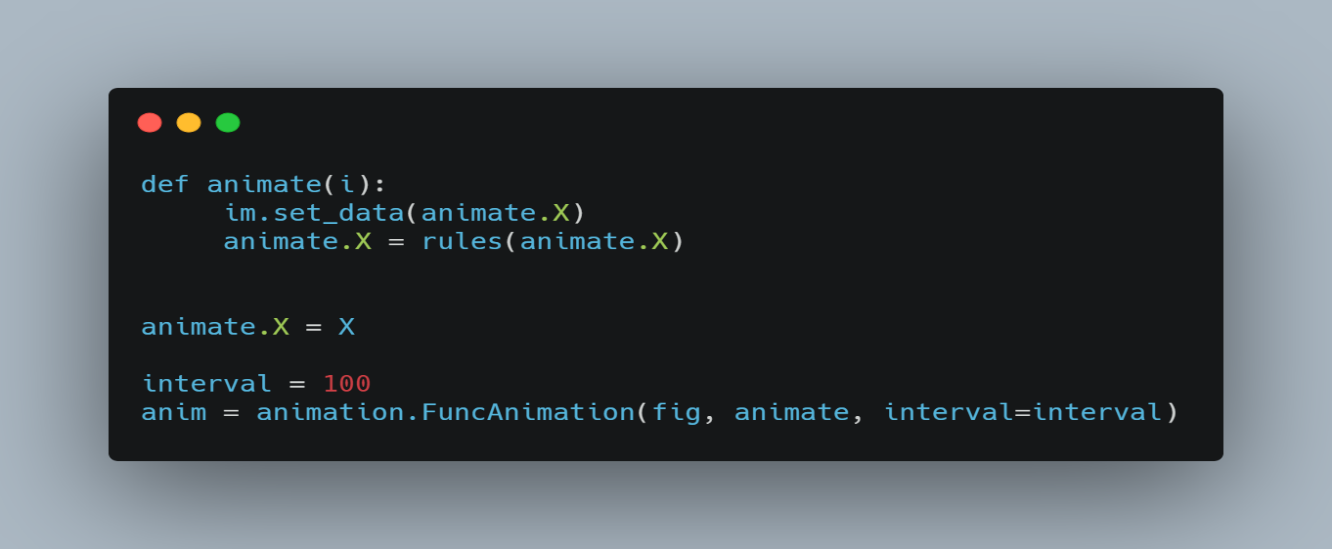 def animate(i):
     im.set_data(animate.X)
     animate.X = rules(animate.X)
animate.X = X
interval = 100
anim = animation.FuncAnimation(fig, animate, interval=interval)